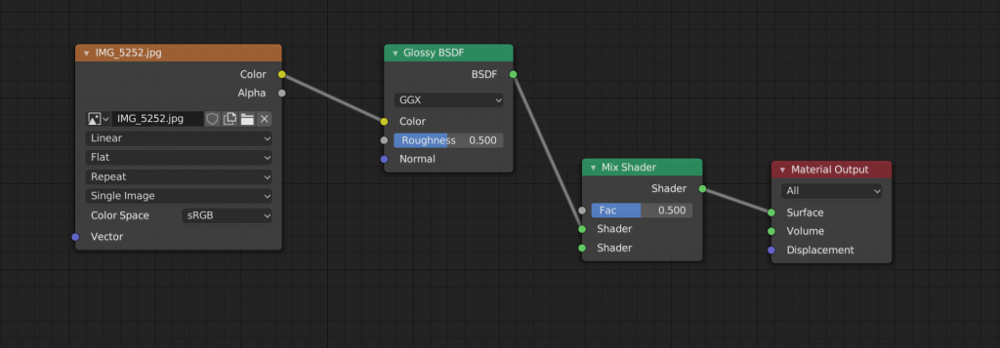 IMG_5252.jpg
Color
Alpha
IMG_5252.jpg
Linear
Flat
Repeat
Single Image
Color Space sRGB
Vector
Glossy BSDF
BSDF
GGX
Color
Roughness 0.500
Normal
Mix Shader
Shader
Fac 0.500
Shader
Shader
Material Output
All
Surface
Volume
Displacement